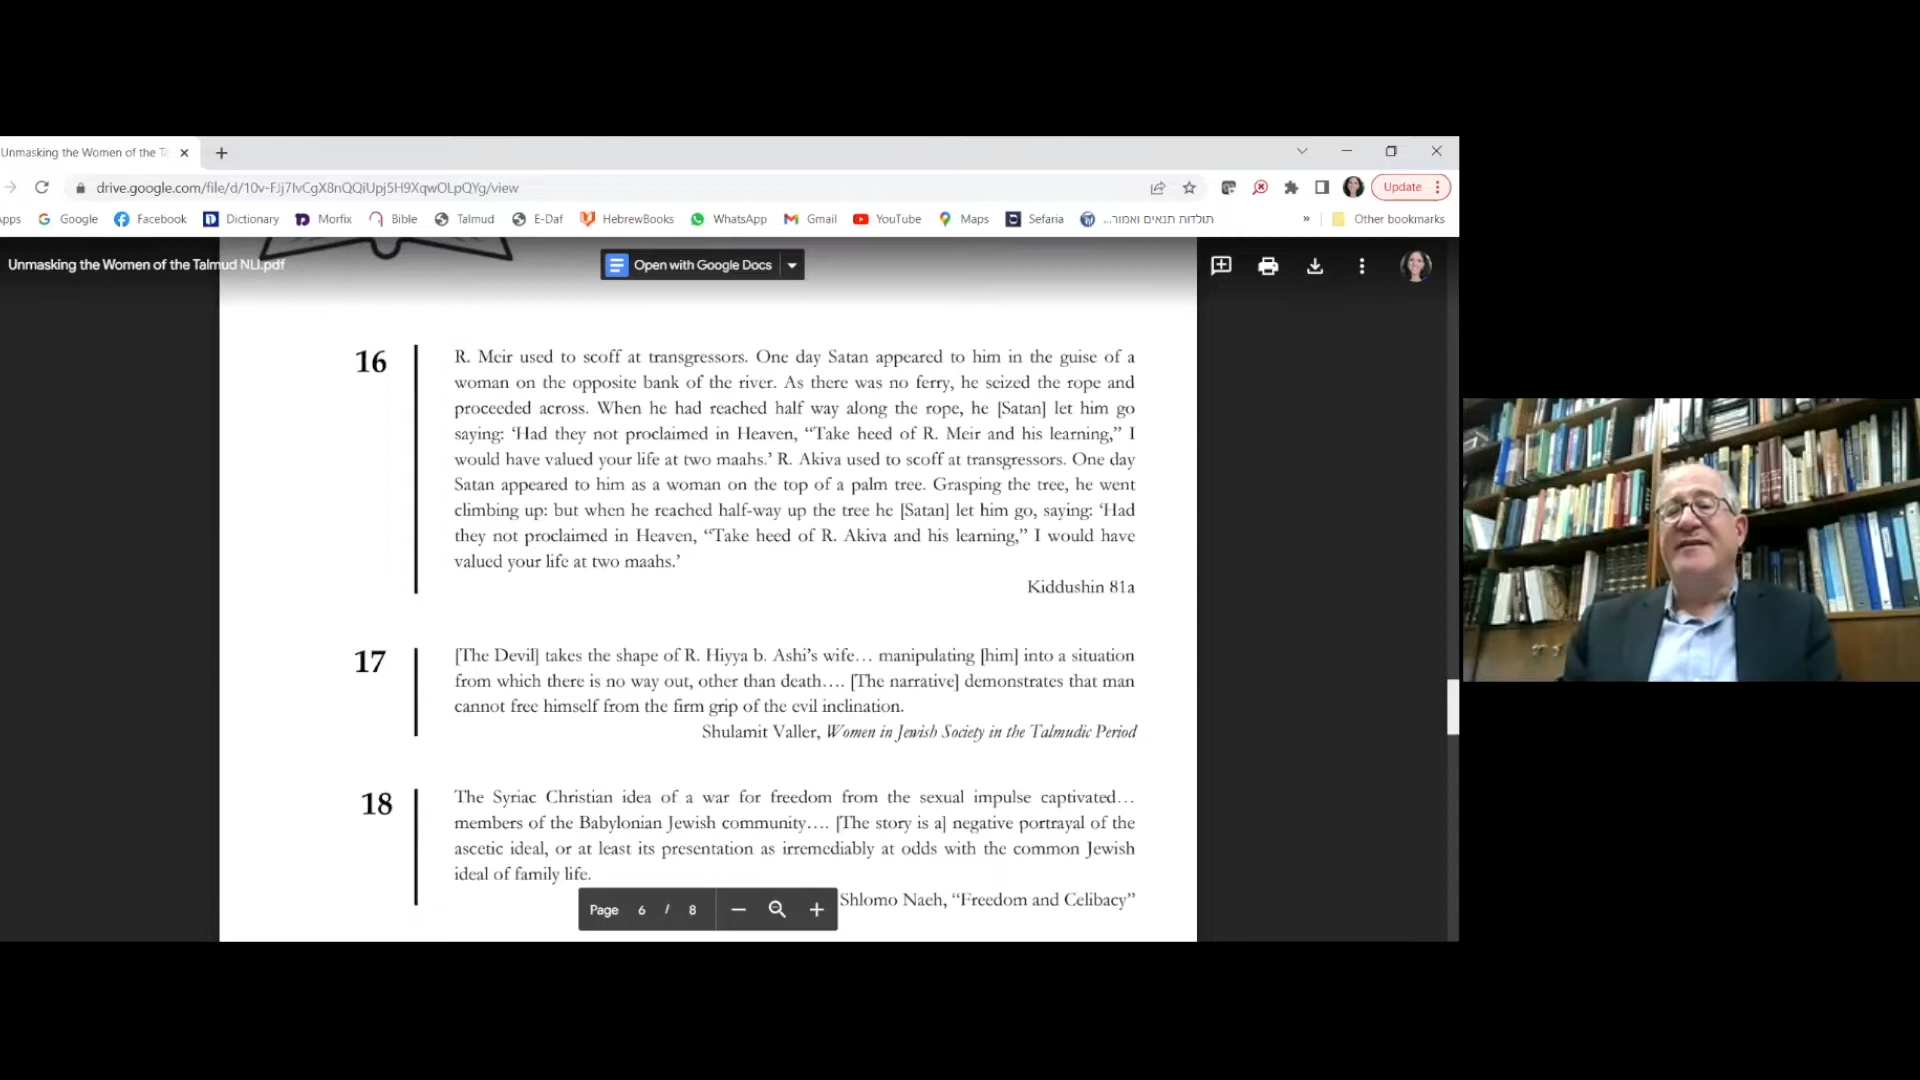 Unmasking the Women of the T
drive.google.com/file/d/10v-FJj7IvCgX8nQQiUpj5H9XqwOLpQYg/view
Update
Apps Google Facebook Dictionary Morfix Bible Talmud E-Daf HebrewBooks WhatsApp Gmail YouTube Maps Sefaria תולדות תנאים ואמור... » Other bookmarks
Unmasking the Women of the Talmud NLI.pdf
Open with Google Docs
16
R. Meir used to scoff at transgressors. One day Satan appeared to him in the guise of a
woman on the opposite bank of the river. As there was no ferry, he seized the rope and
proceeded across. When he had reached half way along the rope, he [Satan] let him go
saying: ‘Had they not proclaimed in Heaven, “Take heed of R. Meir and his learning,” I
would have valued your life at two maahs.’ R. Akiva used to scoff at transgressors. One day
Satan appeared to him as a woman on the top of a palm tree. Grasping the tree, he went
climbing up: but when he reached half-way up the tree he [Satan] let him go, saying: ‘Had
they not proclaimed in Heaven, “Take heed of R. Akiva and his learning,” I would have
valued your life at two maahs.’
Kiddushin 81a
17
[The Devil] takes the shape of R. Hiyya b. Ashi’s wife… manipulating [him] into a situation
from which there is no way out, other than death…. [The narrative] demonstrates that man
cannot free himself from the firm grip of the evil inclination.
Shulamit Valler, Women in Jewish Society in the Talmudic Period
18
The Syriac Christian idea of a war for freedom from the sexual impulse captivated…
members of the Babylonian Jewish community…. [The story is a] negative portrayal of the
ascetic ideal, or at least its presentation as irremediably at odds with the common Jewish
ideal of family life.
Shlomo Naeh, “Freedom and Celibacy”
Page 6 / 8